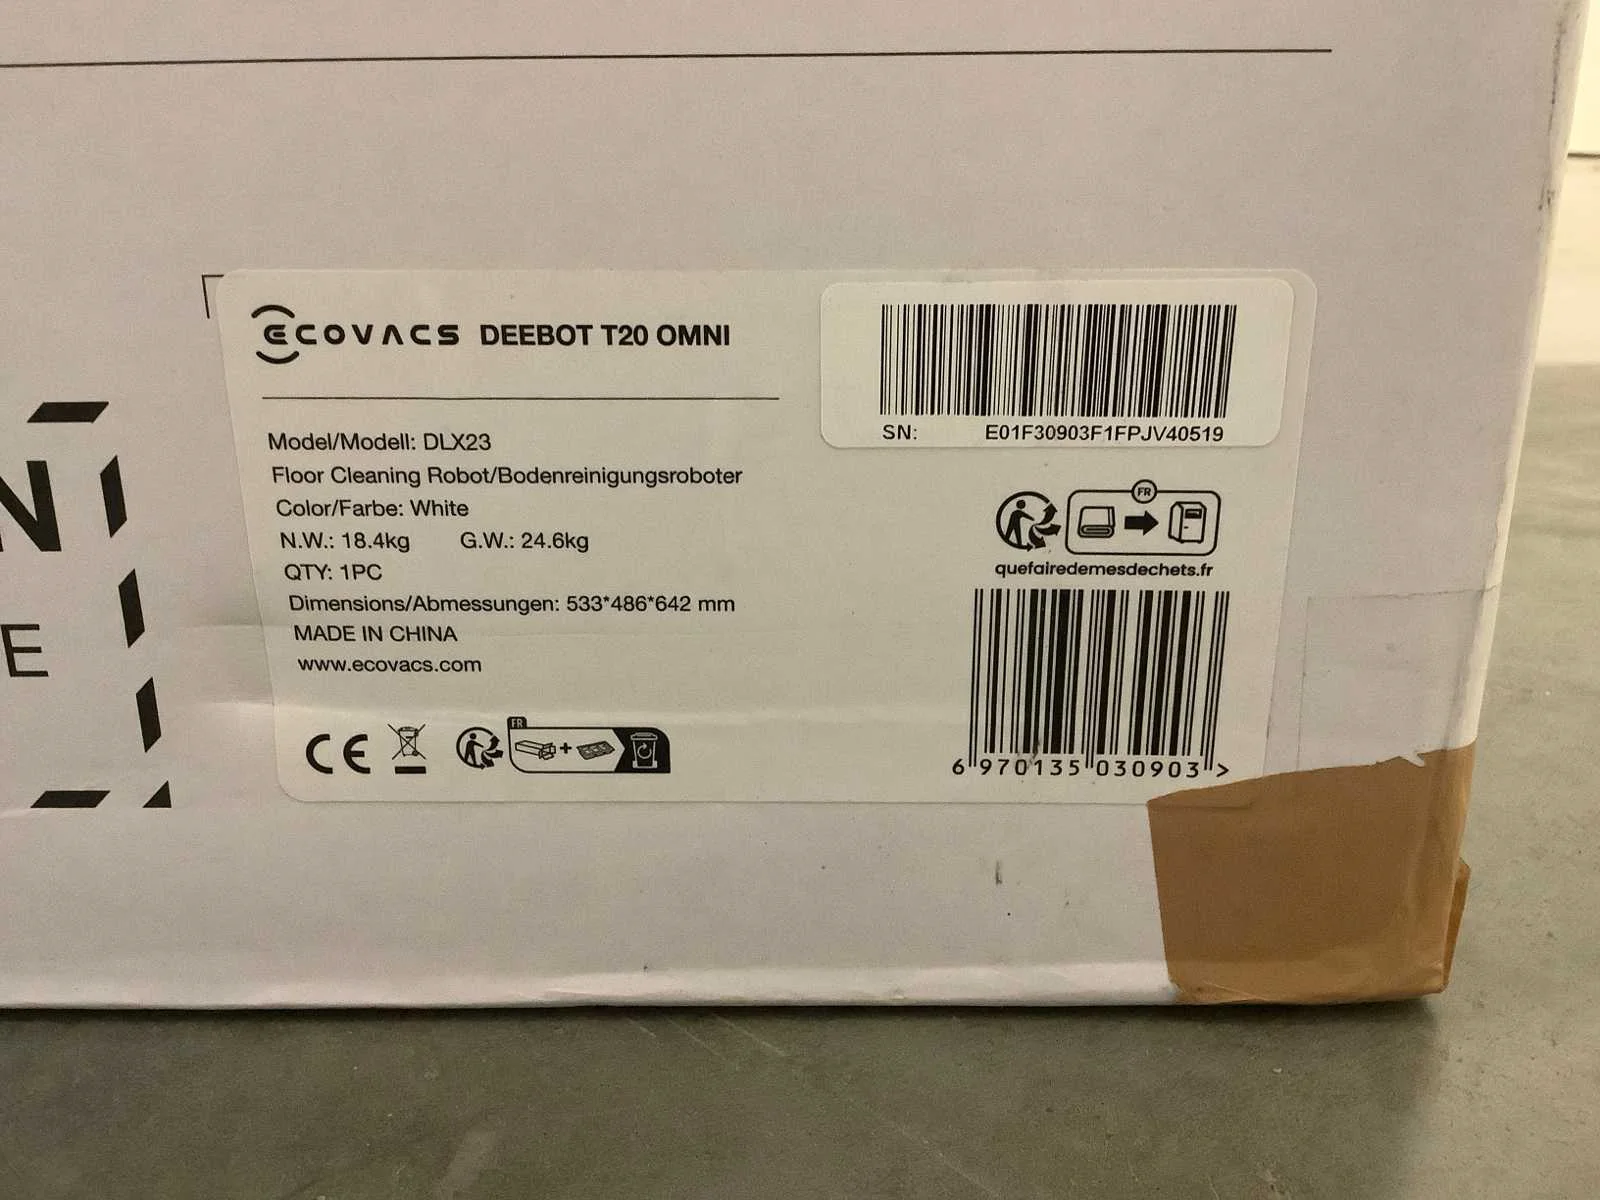 ECOVACS DEEBOT T20 OMNI
Model/Modell: DLX23
Floor Cleaning Robot/Bodenreinigungsroboter
Color/Farbe: White
N.W.: 18.4kg G.W.: 24.6kg
QTY: 1PC
Dimensions/Abmessungen: 533*486*642 mm
MADE IN CHINA
www.ecovacs.com
CE
FR
SN: E01F30903F1FPJV40519
FR
quefairedemesdechets.fr
6 970135 030903 >
N
E